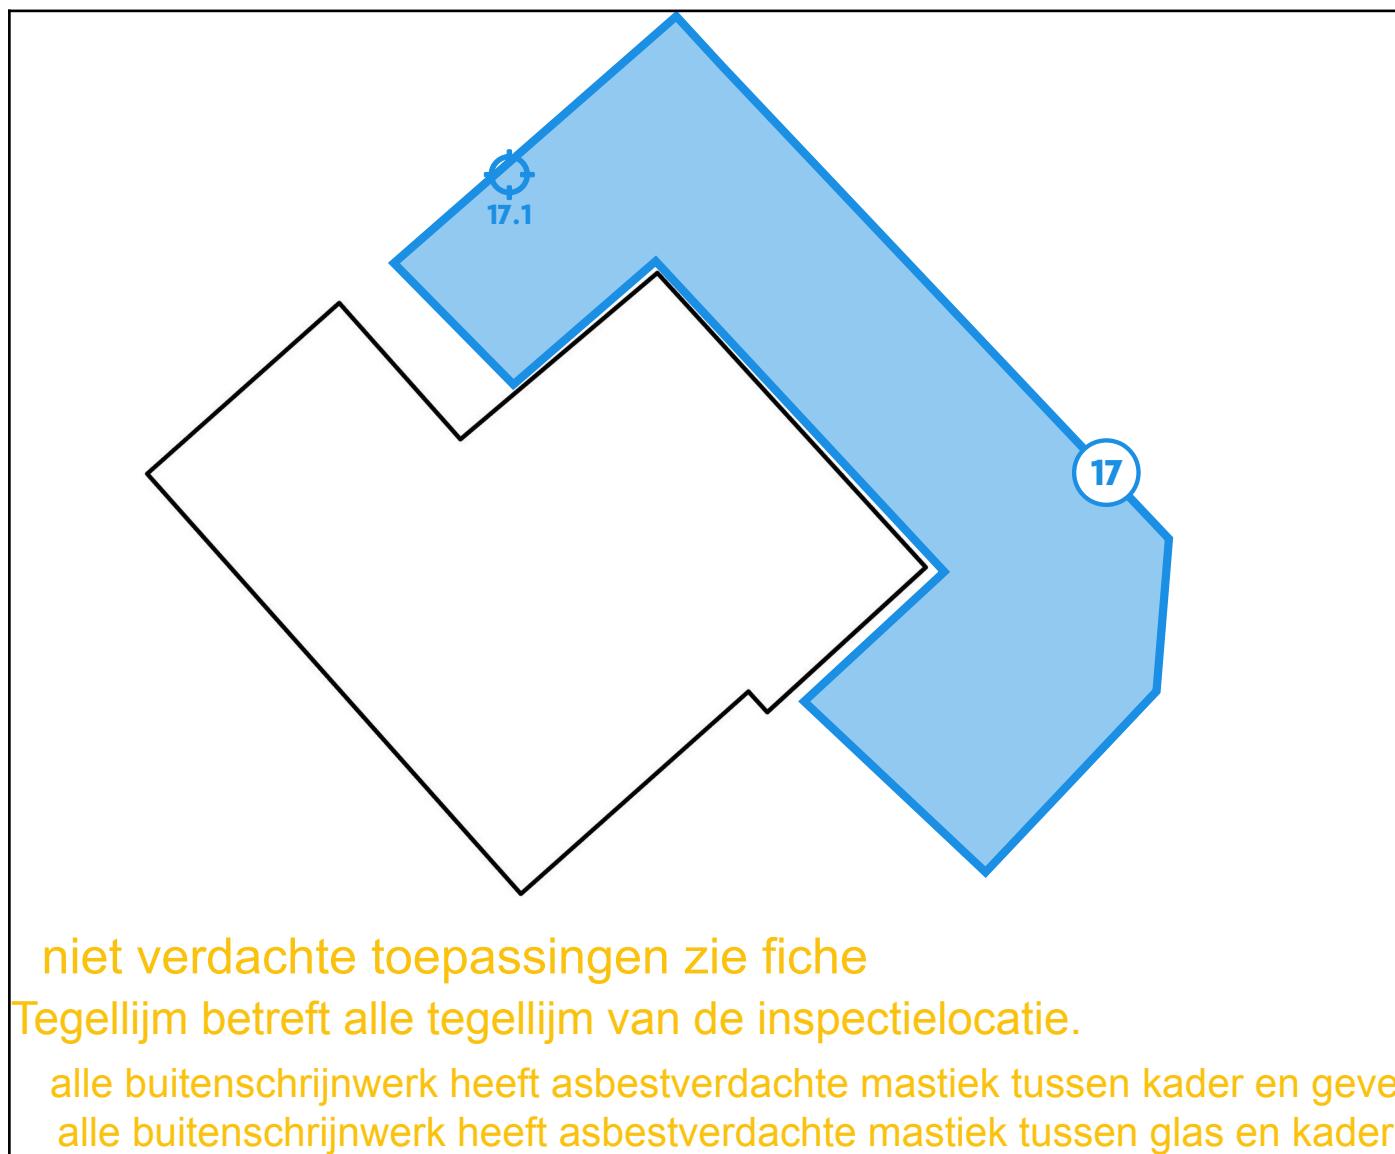 17.1
17
niet verdachte toepassingen zie fiche
Tegellijm betreft alle tegellijm van de inspectielocatie.
alle buitenschrijnwerk heeft asbestverdachte mastiek tussen kader en geve
alle buitenschrijnwerk heeft asbestverdachte mastiek tussen glas en kader